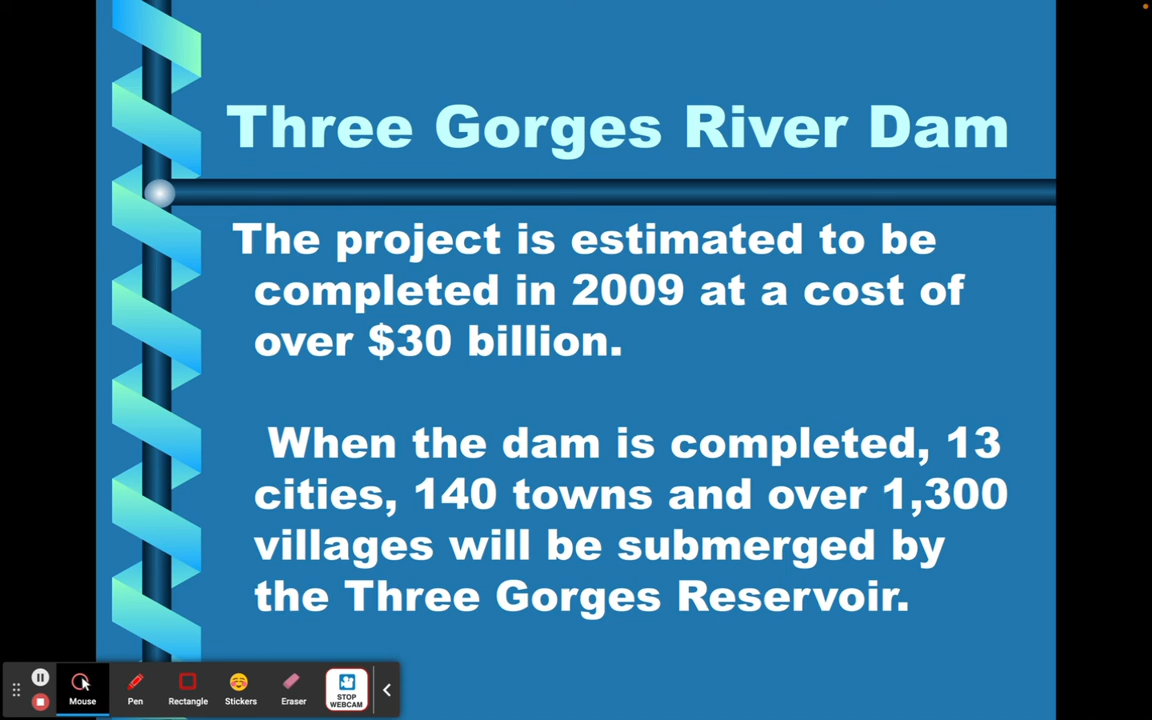 Three Gorges River Dam
The project is estimated to be
completed in 2009 at a cost of
over $30 billion.
When the dam is completed, 13
cities, 140 towns and over 1,300
villages will be submerged by
the Three Gorges Reservoir.
Mouse
Pen
Rectangle
Stickers
Eraser
STOP
WEBCAM